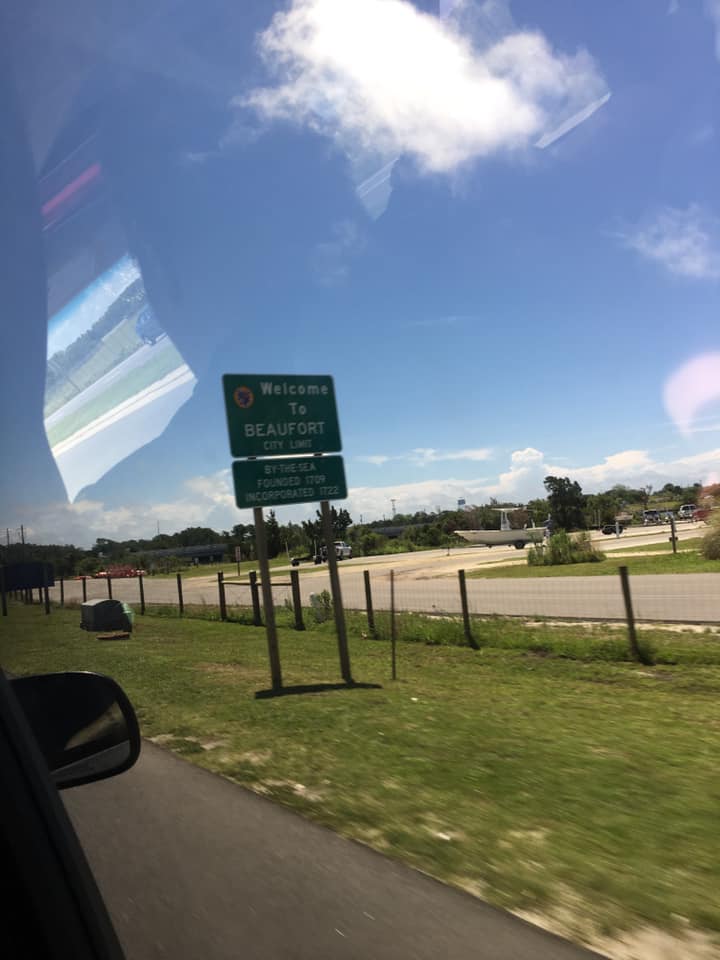 Welcome
To
BEAUFORT
CITY LIMIT
BY-THE-SEA
FOUNDED 1709
INCORPORATED 1722